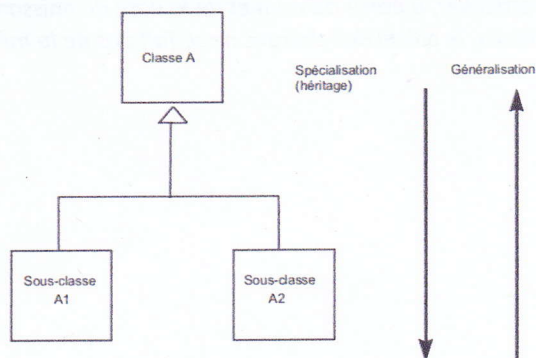 Classe A
Spécialisation
(héritage)
Généralisation
Sous-classe
A1
Sous-classe
A2